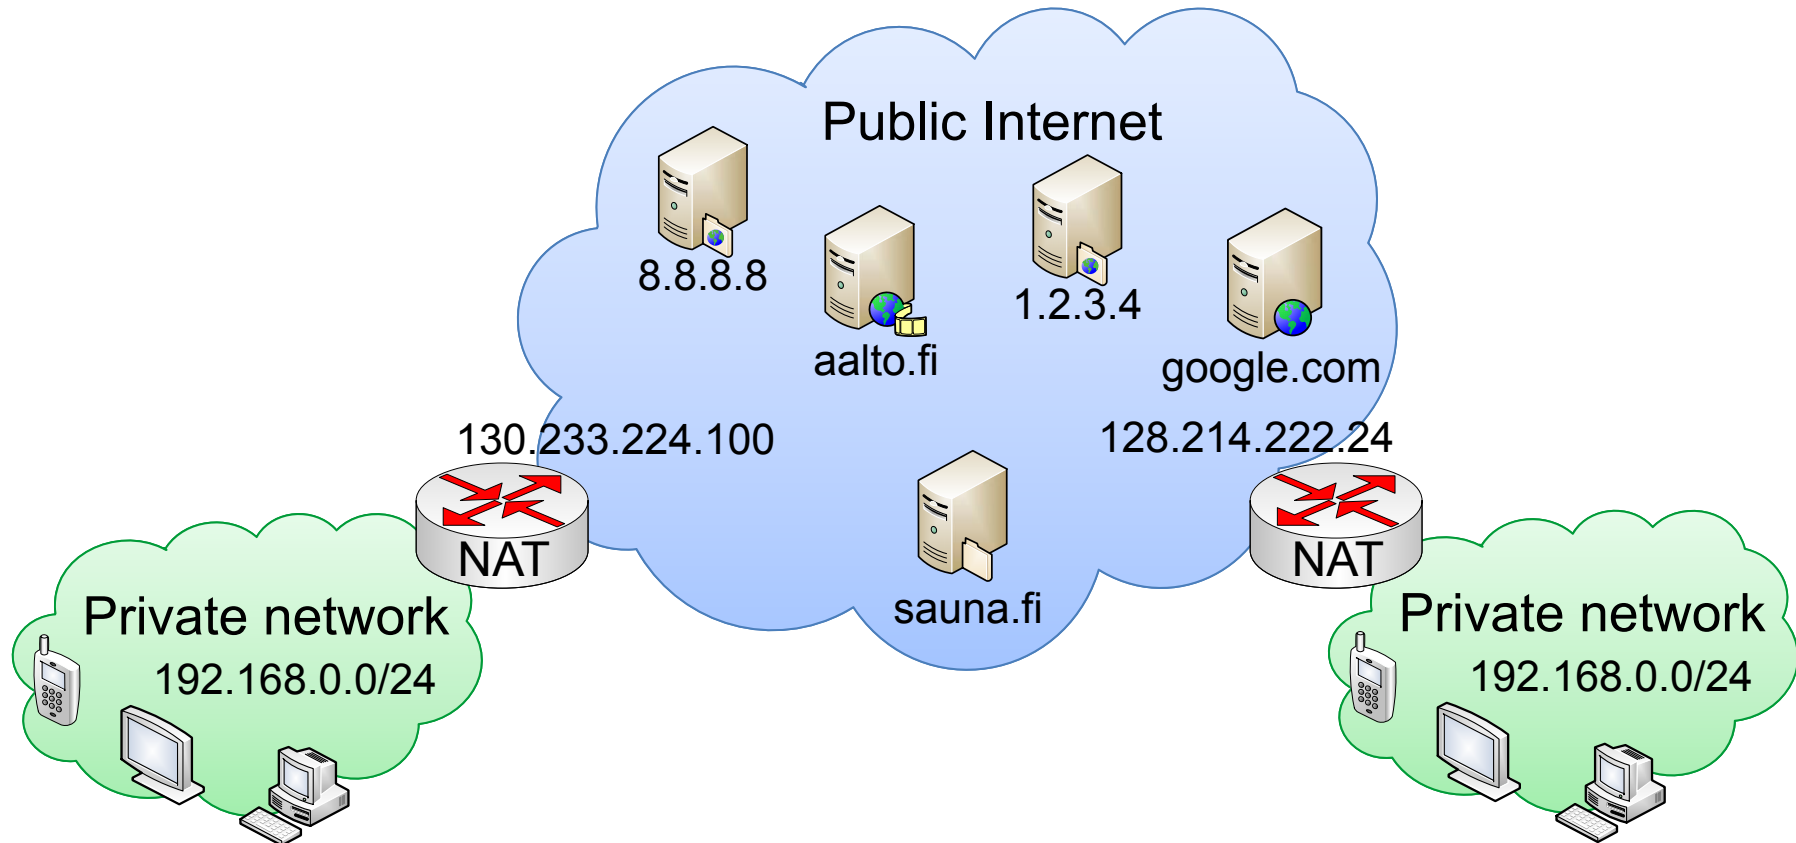 Public Internet
8.8.8.8
1.2.3.4
aalto.fi
google.com
130.233.224.100
128.214.222.24
NAT
NAT
sauna.fi
Private network
192.168.0.0/24
Private network
192.168.0.0/24